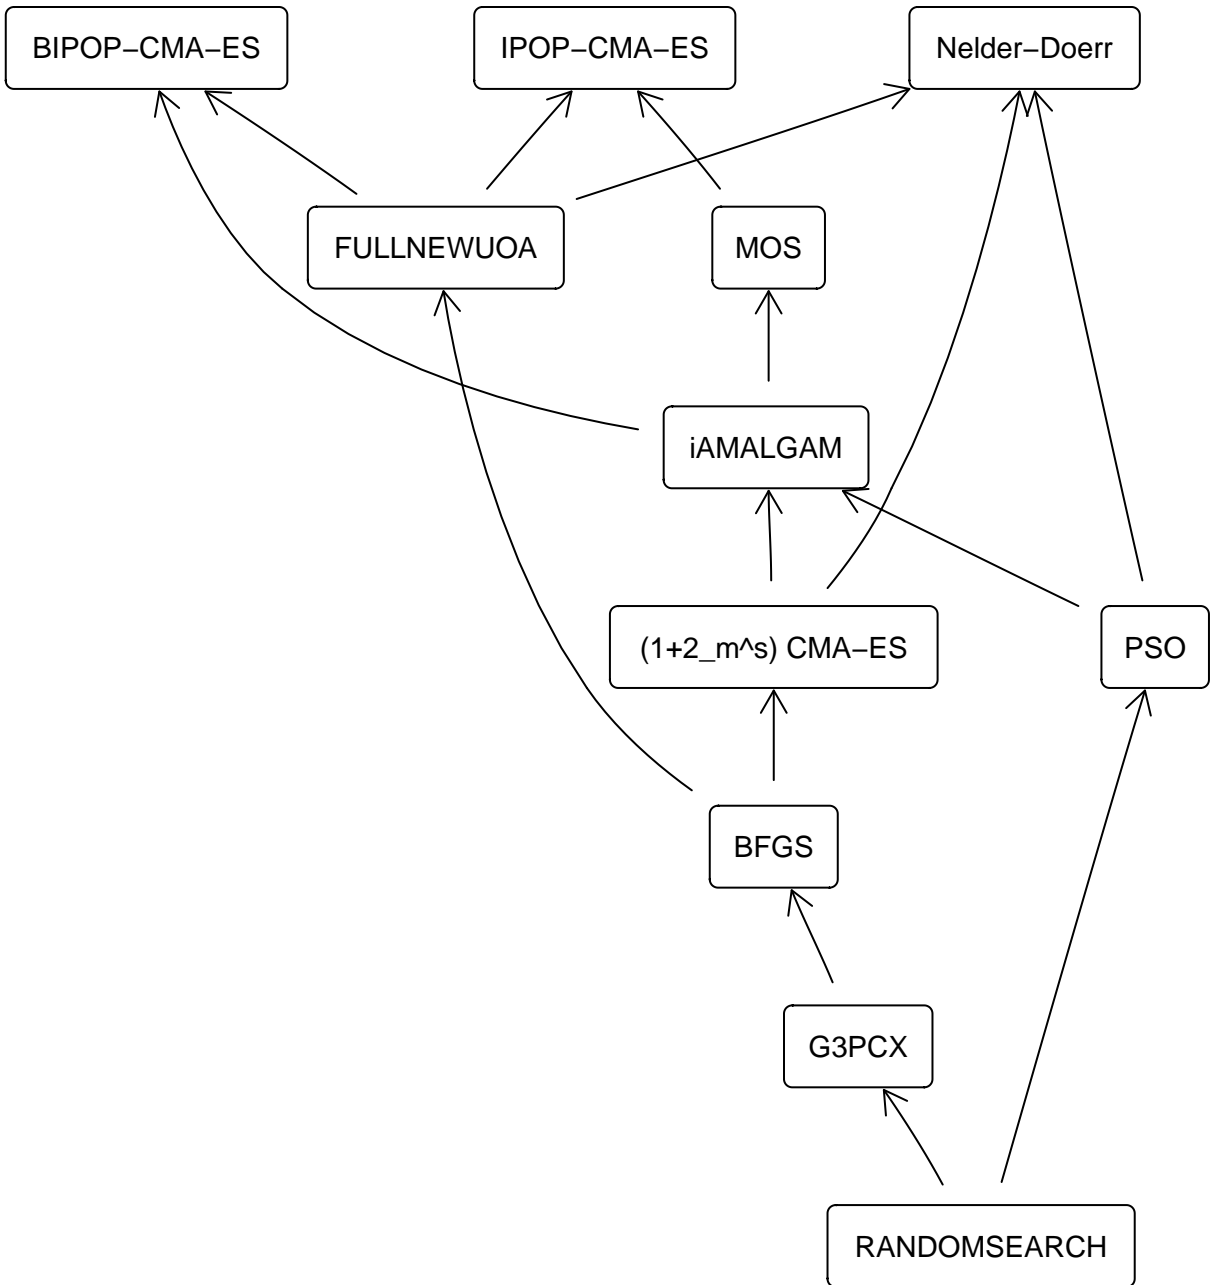 BIPOP−CMA−ES
IPOP−CMA−ES
Nelder−Doerr
FULLNEWUOA
MOS
iAMALGAM
(1+2_m^s) CMA−ES
PSO
BFGS
G3PCX
RANDOMSEARCH